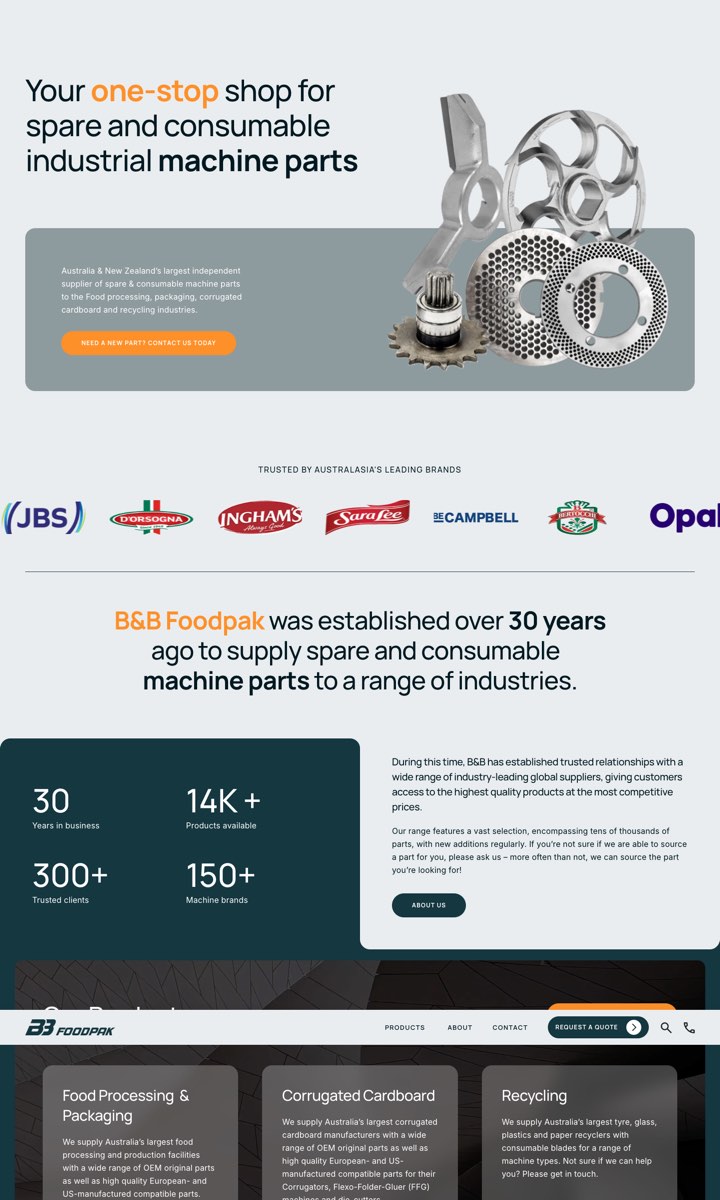 Your one-stop shop for
spare and consumable
industrial machine parts
Australia & New Zealand's largest independent
supplier of spare & consumable machine parts
to the Food processing, packaging, corrugated
cardboard and recycling industries.
NEED A NEW PART? CONTACT US TODAY
TRUSTED BY AUSTRALASIA'S LEADING BRANDS
JBS
D'ORSOGNA
INGHAM'S
Always Good.
Sara Lee
BE CAMPBELL
BERTOCCHI
Opal
B&B Foodpak was established over 30 years
ago to supply spare and consumable
machine parts to a range of industries.
30
Years in business
14K +
Products available
300+
Trusted clients
150+
Machine brands
During this time, B&B has established trusted relationships with a
wide range of industry-leading global suppliers, giving customers
access to the highest quality products at the most competitive
prices.
Our range features a vast selection, encompassing tens of thousands of
parts, with new additions regularly. If you're not sure if we are able to source
a part for you, please ask us – more often than not, we can source the part
you're looking for!
ABOUT US
BB FOODPAK
PRODUCTS
ABOUT
CONTACT
REQUEST A QUOTE
Food Processing &
Packaging
We supply Australia's largest food
processing and production facilities
with a wide range of OEM original parts
as well as high quality European- and
US-manufactured compatible parts.
Corrugated Cardboard
We supply Australia's largest corrugated
cardboard manufacturers with a wide
range of OEM original parts as well as
high quality European- and US-
manufactured compatible parts for their
Corrugators, Flexo-Folder-Gluer (FFG)
machines and die-cutters
Recycling
We supply Australia's largest tyre, glass,
plastics and paper recyclers with
consumable blades for a range of
machine types. Not sure if we can help
you? Please get in touch.